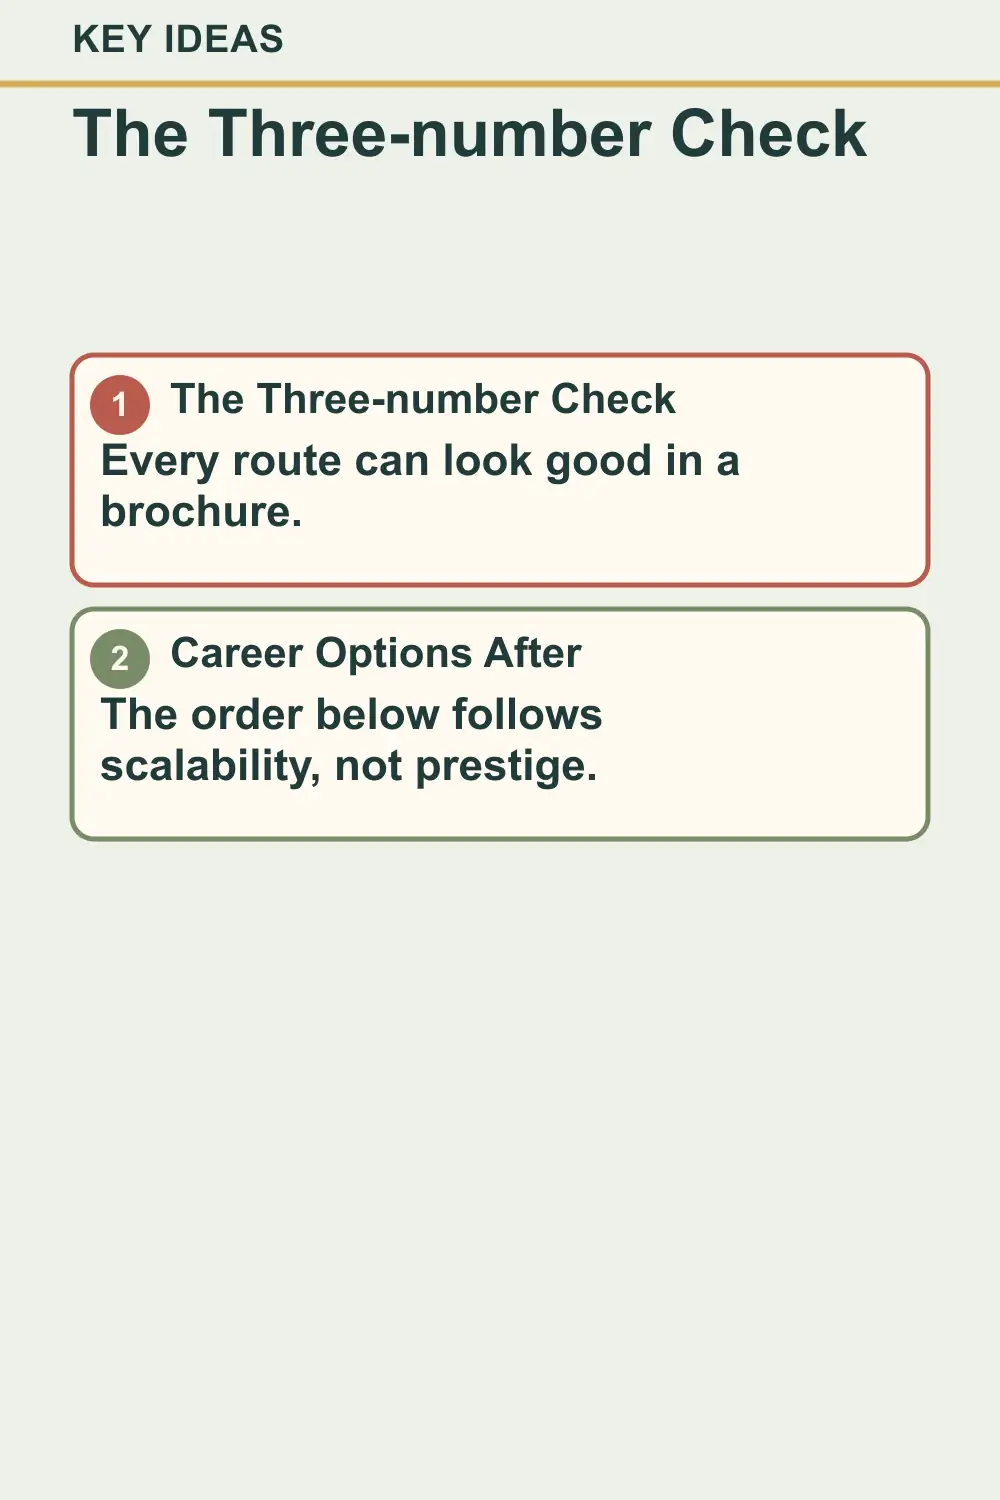 KEY IDEAS
The Three-number Check
1 The Three-number Check
Every route can look good in a
brochure.
2 Career Options After
The order below follows
scalability, not prestige.